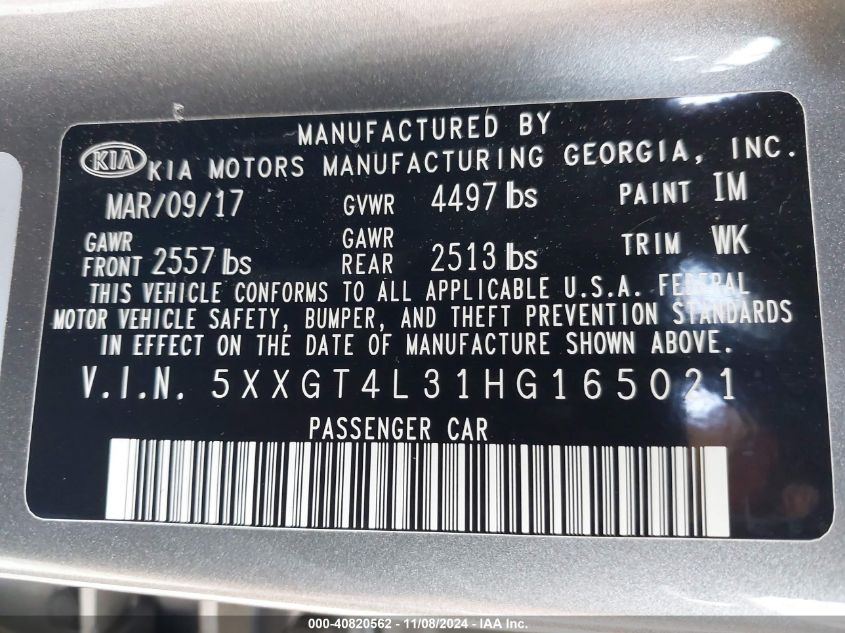 MANUFACTURED BY
KIA KIA MOTORS MANUFACTURING GEORGIA, INC.
MAR/09/17 GVWR 4497 lbs PAINT IM
GAWR FRONT 2557 lbs GAWR REAR 2513 lbs TRIM WK
THIS VEHICLE CONFORMS TO ALL APPLICABLE U.S.A. FEDERAL
MOTOR VEHICLE SAFETY, BUMPER, AND THEFT PREVENTION STANDARDS
IN EFFECT ON THE DATE OF MANUFACTURE SHOWN ABOVE.
V.I.N. 5XXGT4L31HG165021
PASSENGER CAR
000-40820562 - 11/08/2024 - IAA Inc.